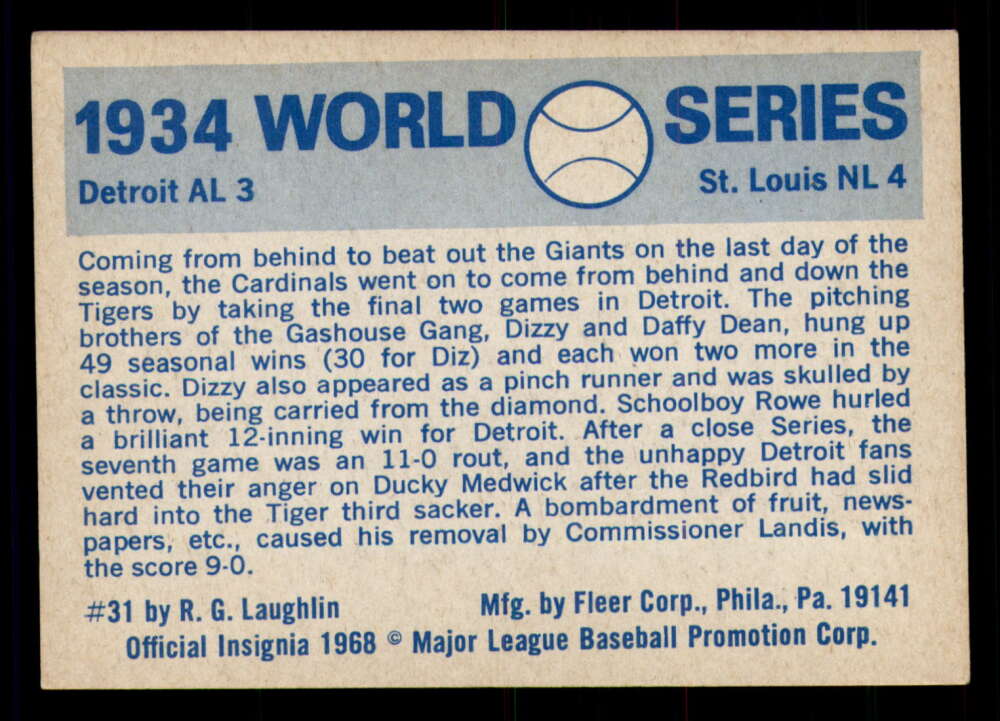 1934 WORLD SERIES
Detroit AL 3
St. Louis NL 4
Coming from behind to beat out the Giants on the last day of the
season, the Cardinals went on to come from behind and down the
Tigers by taking the final two games in Detroit. The pitching
brothers of the Gashouse Gang, Dizzy and Daffy Dean, hung up
49 seasonal wins (30 for Diz) and each won two more in the
classic. Dizzy also appeared as a pinch runner and was skulled by
a throw, being carried from the diamond. Schoolboy Rowe hurled
a brilliant 12-inning win for Detroit. After a close Series, the
seventh game was an 11-0 rout, and the unhappy Detroit fans
vented their anger on Ducky Medwick after the Redbird had slid
hard into the Tiger third sacker. A bombardment of fruit, news-
papers, etc., caused his removal by Commissioner Landis, with
the score 9-0.
#31 by R. G. Laughlin
Mfg. by Fleer Corp., Phila., Pa. 19141
Official Insignia 1968 © Major League Baseball Promotion Corp.